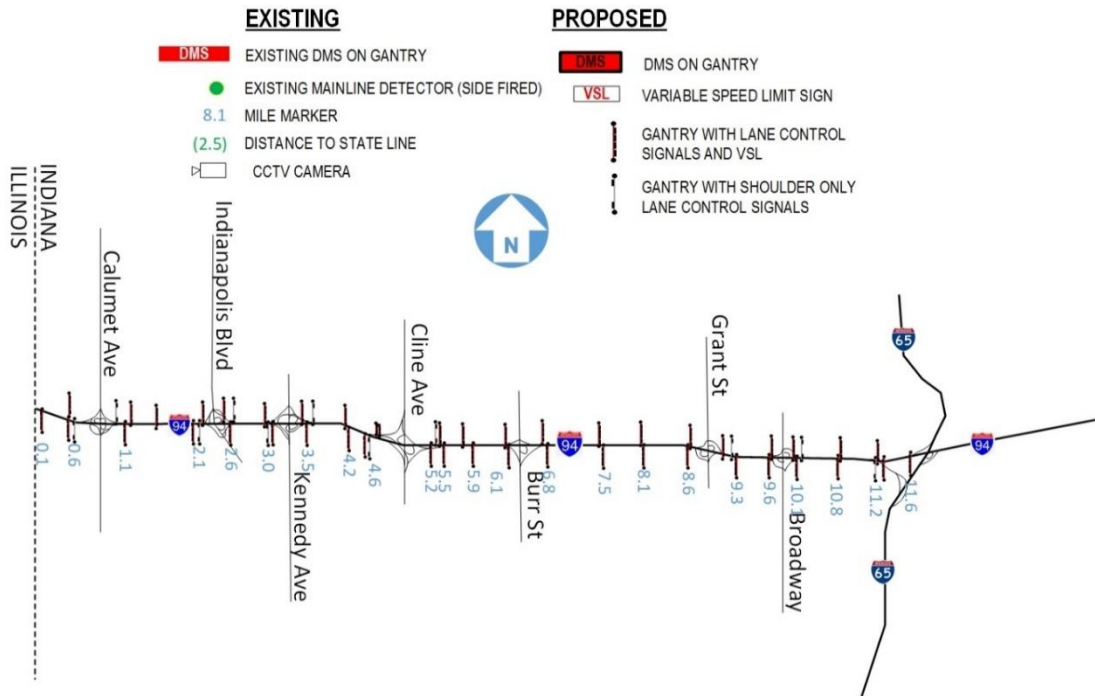 EXISTING
DMS
EXISTING DMS ON GANTRY
EXISTING MAINLINE DETECTOR (SIDE FIRED)
8.1
MILE MARKER
(2.5)
DISTANCE TO STATE LINE
CCTV CAMERA
PROPOSED
DMS
DMS ON GANTRY
VSL
VARIABLE SPEED LIMIT SIGN
GANTRY WITH LANE CONTROL
SIGNALS AND VSL
GANTRY WITH SHOULDER ONLY
LANE CONTROL SIGNALS
N
INDIANA
ILLINOIS
Calumet Ave
Indianapolis Blvd
Kennedy Ave
Cline Ave
Burr St
Grant St
Broadway
94
94
94
65
65
0.1
0.6
1.1
2.1
2.6
3.0
3.5
4.2
4.6
5.2
5.5
5.9
6.1
6.8
7.5
8.1
8.6
9.3
9.6
10.1
10.8
11.2
11.6